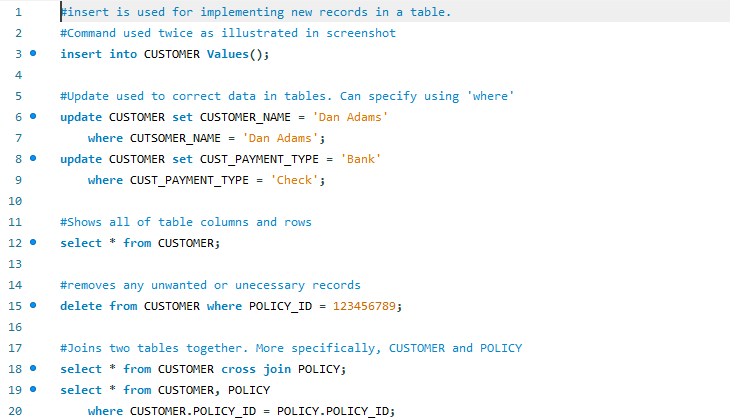 1 #insert is used for implementing new records in a table.
2 #Command used twice as illustrated in screenshot
3 insert into CUSTOMER Values();
4
5 #Update used to correct data in tables. Can specify using 'where'
6 update CUSTOMER set CUSTOMER_NAME = 'Dan Adams'
7 where CUTSOMER_NAME = 'Dan Adams';
8 update CUSTOMER set CUST_PAYMENT_TYPE = 'Bank'
9 where CUST_PAYMENT_TYPE = 'Check';
10
11 #Shows all of table columns and rows
12 select * from CUSTOMER;
13
14 #removes any unwanted or unecessary records
15 delete from CUSTOMER where POLICY_ID = 123456789;
16
17 #Joins two tables together. More specifically, CUSTOMER and POLICY
18 select * from CUSTOMER cross join POLICY;
19 select * from CUSTOMER, POLICY
20 where CUSTOMER.POLICY_ID = POLICY.POLICY_ID;